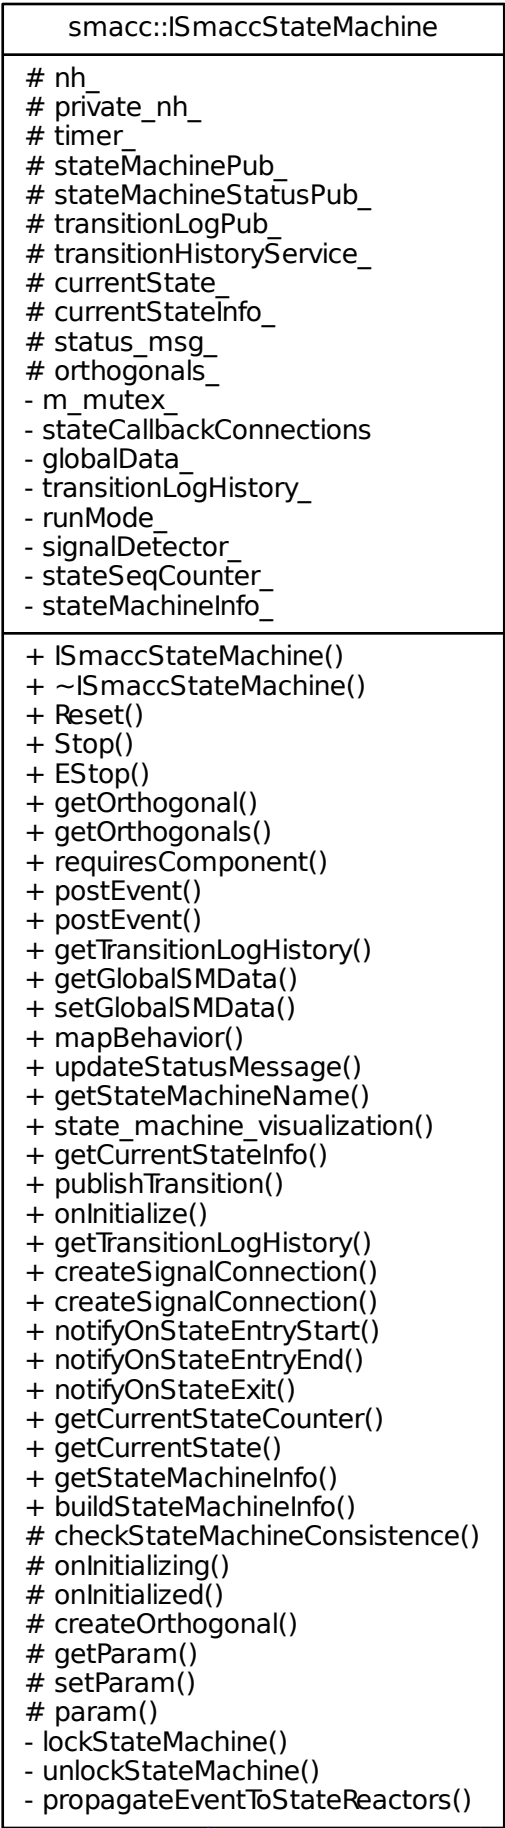 smacc::ISmaccStateMachine
# nh_
# private_nh_
# timer_
# stateMachinePub_
# stateMachineStatusPub_
# transitionLogPub_
# transitionHistoryService_
# currentState_
# currentStateInfo_
# status_msg_
# orthogonals_
- m_mutex_
- stateCallbackConnections
- globalData_
- transitionLogHistory_
- runMode_
- signalDetector_
- stateSeqCounter_
- stateMachineInfo_
+ ISmaccStateMachine()
+ ~ISmaccStateMachine()
+ Reset()
+ Stop()
+ EStop()
+ getOrthogonal()
+ getOrthogonals()
+ requiresComponent()
+ postEvent()
+ postEvent()
+ getTransitionLogHistory()
+ getGlobalSMData()
+ setGlobalSMData()
+ mapBehavior()
+ updateStatusMessage()
+ getStateMachineName()
+ state_machine_visualization()
+ getCurrentStateInfo()
+ publishTransition()
+ onInitialize()
+ getTransitionLogHistory()
+ createSignalConnection()
+ createSignalConnection()
+ notifyOnStateEntryStart()
+ notifyOnStateEntryEnd()
+ notifyOnStateExit()
+ getCurrentStateCounter()
+ getCurrentState()
+ getStateMachineInfo()
+ buildStateMachineInfo()
# checkStateMachineConsistence()
# onInitializing()
# onInitialized()
# createOrthogonal()
# getParam()
# setParam()
# param()
- lockStateMachine()
- unlockStateMachine()
- propagateEventToStateReactors()